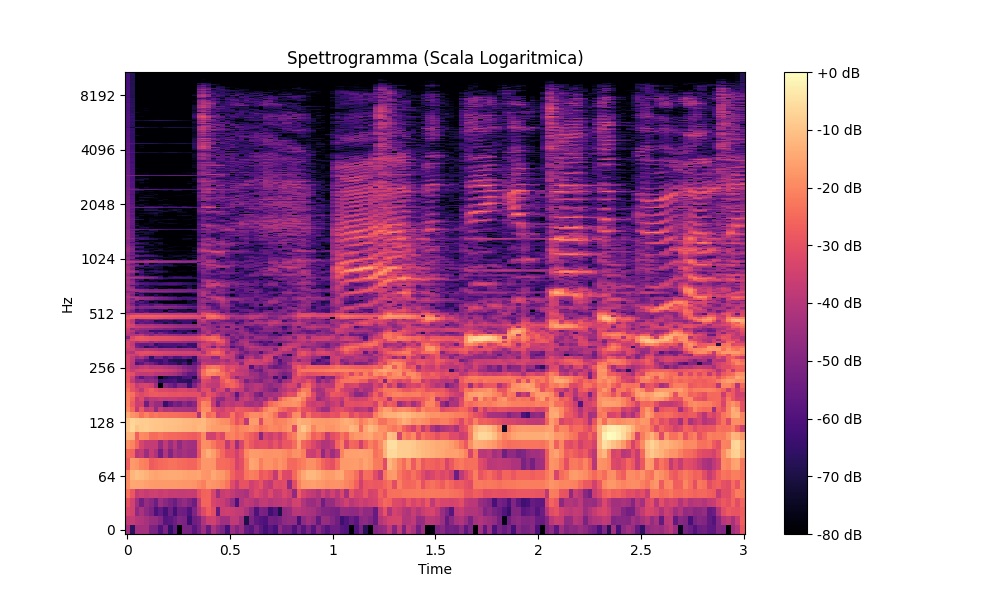 Spettrogramma (Scala Logaritmica)
Hz
8192
4096
2048
1024
512
256
128
64
0
0
0.5
1
1.5
2
2.5
3
Time
+0 dB
-10 dB
-20 dB
-30 dB
-40 dB
-50 dB
-60 dB
-70 dB
-80 dB